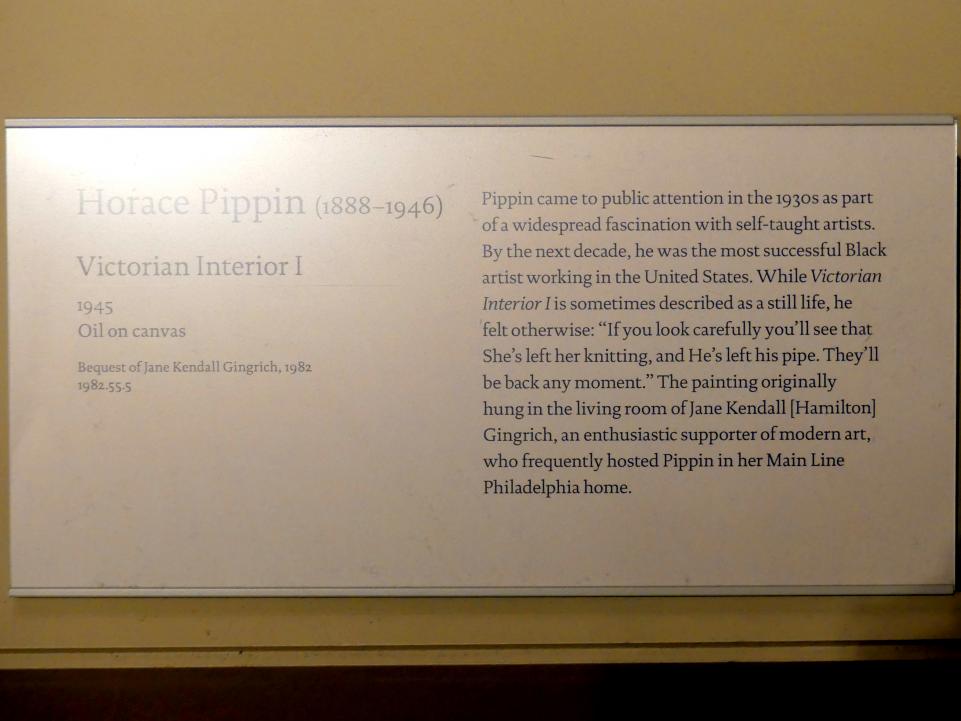 Horace Pippin (1888–1946)
Victorian Interior I
1945
Oil on canvas
Bequest of Jane Kendall Gingrich, 1982
1982.55.5
Pippin came to public attention in the 1930s as part
of a widespread fascination with self-taught artists.
By the next decade, he was the most successful Black
artist working in the United States. While Victorian
Interior I is sometimes described as a still life, he
felt otherwise: “If you look carefully you’ll see that
She’s left her knitting, and He’s left his pipe. They’ll
be back any moment.” The painting originally
hung in the living room of Jane Kendall [Hamilton]
Gingrich, an enthusiastic supporter of modern art,
who frequently hosted Pippin in her Main Line
Philadelphia home.